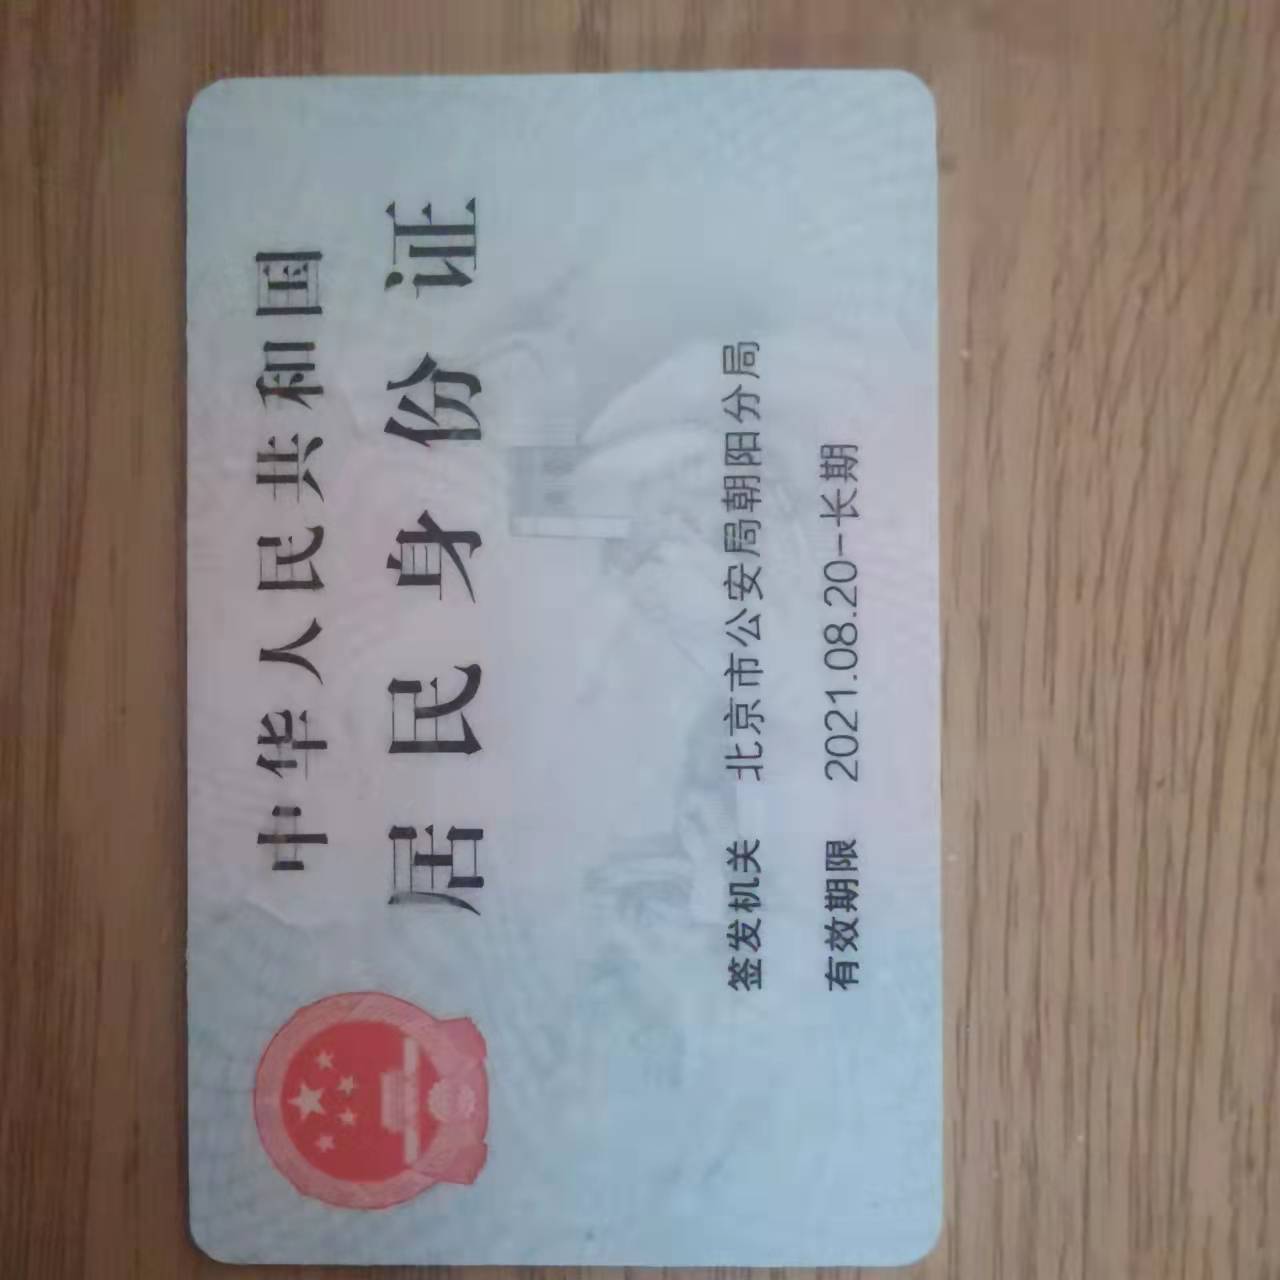 中华人民共和国
居民身份证
签发机关 北京市公安局朝阳分局
有效期限 2021.08.20-长期